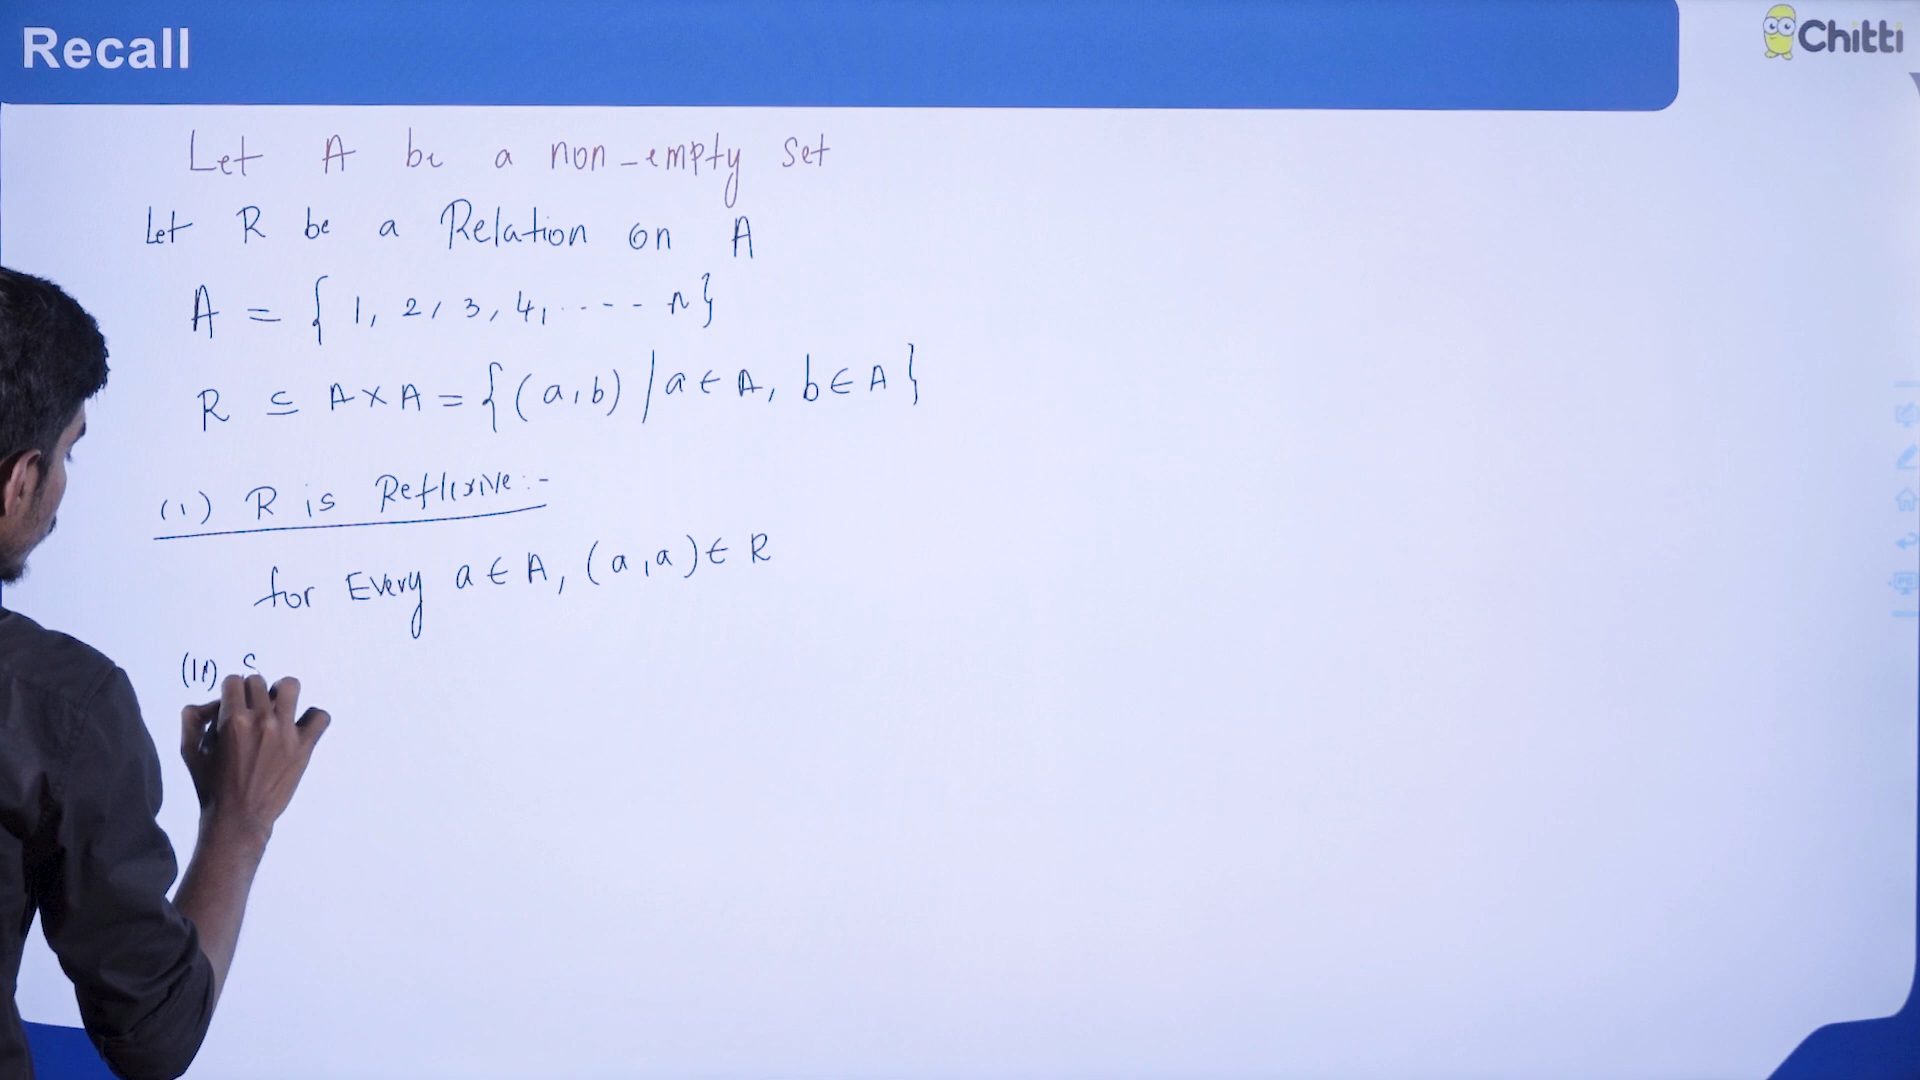 Recall
Chitti
Let A be a non-empty set
Let R be a Relation on A
A = { 1, 2, 3, 4, ---- n}
R ⊆ A×A = {(a,b) / a ∈ A, b ∈ A}
(i) R is Reflexive:-
for Every a ∈ A, (a,a) ∈ R
(ii) S